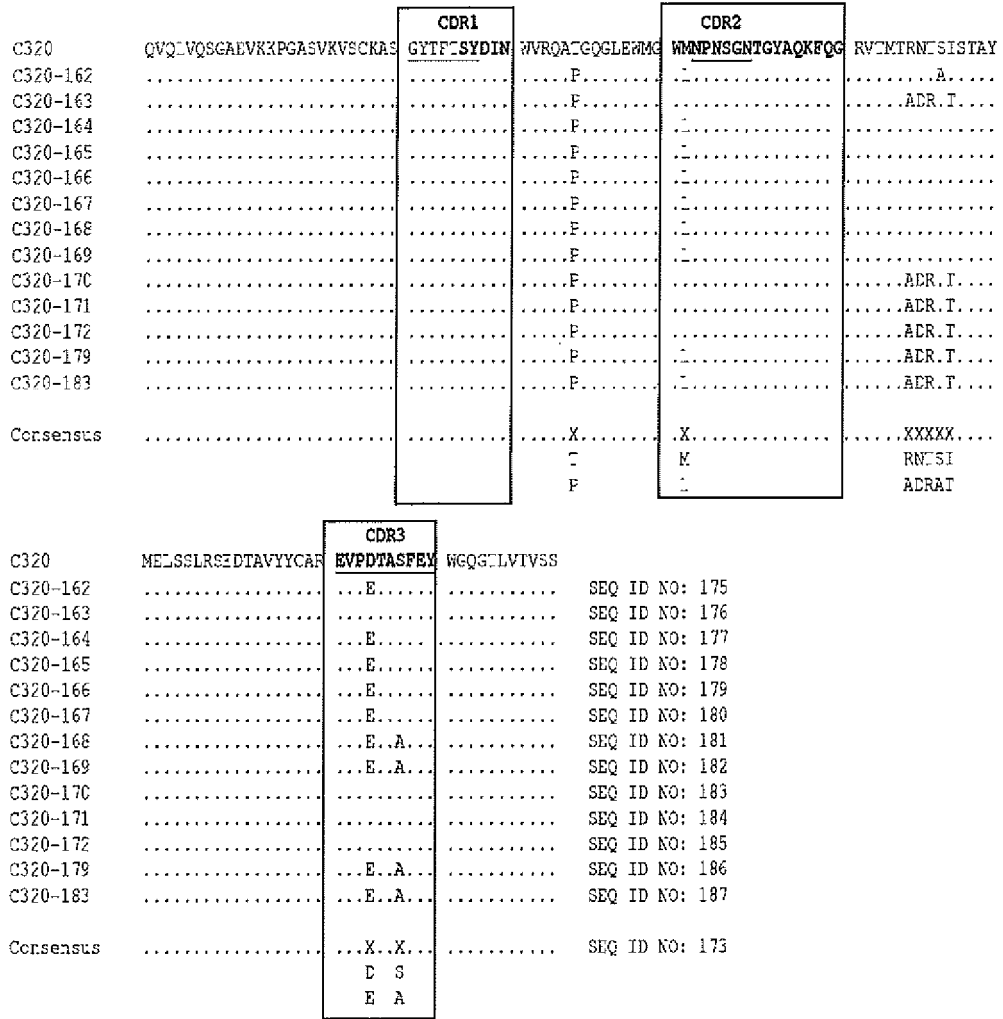 CDR1 CDR2
C320 QVQLVQSGAEVKKPGASVKVSCKAS GYTFTSYDIN WVRQATGQGLEWMG WMNPNSGNTGYAQKFQG RVTMTRNTSISTAY
C320-162 ......................... .......... .....P........ .L............... .........A....
C320-163 ......................... .......... .....P........ ................. .....ADR.T....
C320-164 ......................... .......... .....P........ .L............... ..............
C320-165 ......................... .......... .....P........ .L............... ..............
C320-166 ......................... .......... .....P........ .L............... ..............
C320-167 ......................... .......... .....P........ .L............... ..............
C320-168 ......................... .......... .....P........ .L............... ..............
C320-169 ......................... .......... .....P........ .L............... ..............
C320-170 ......................... .......... .....P........ ................. .....ADR.T....
C320-171 ......................... .......... .....P........ ................. .....ADR.T....
C320-172 ......................... .......... .....P........ ................. .....ADR.T....
C320-179 ......................... .......... .....P........ .L............... .....ADR.T....
C320-183 ......................... .......... .....P........ .L............... .....ADR.T....
Consensus ......................... .......... .....X........ .X............... .....XXXXX....
T M RNTSI
P L ADRAT
CDR3
C320 MELSSLRSEDTAVYYCAR EVPDTASFEY WGQGTLVTVSS
C320-162 .................. ...E...... ........... SEQ ID NO: 175
C320-163 .................. .......... ........... SEQ ID NO: 176
C320-164 .................. ...E...... ........... SEQ ID NO: 177
C320-165 .................. ...E...... ........... SEQ ID NO: 178
C320-166 .................. ...E...... ........... SEQ ID NO: 179
C320-167 .................. ...E...... ........... SEQ ID NO: 180
C320-168 .................. ...E..A... ........... SEQ ID NO: 181
C320-169 .................. ...E..A... ........... SEQ ID NO: 182
C320-170 .................. .......... ........... SEQ ID NO: 183
C320-171 .................. .......... ........... SEQ ID NO: 184
C320-172 .................. .......... ........... SEQ ID NO: 185
C320-179 .................. ...E..A... ........... SEQ ID NO: 186
C320-183 .................. ...E..A... ........... SEQ ID NO: 187
Consensus .................. ...X..X... ........... SEQ ID NO: 173
D S
E A